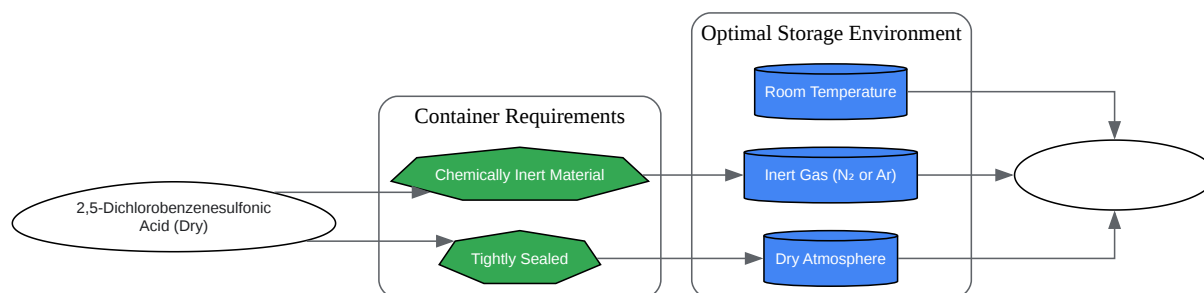 Optimal Storage Environment
Room Temperature
Container Requirements
Chemically Inert Material
Inert Gas (N₂ or Ar)
2,5-Dichlorobenzenesulfonic
Acid (Dry)
Tightly Sealed
Dry Atmosphere